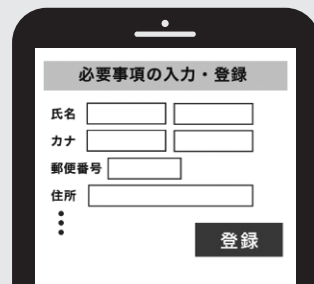 必要事項の入力・登録
氏名
カナ
郵便番号
住所
登録